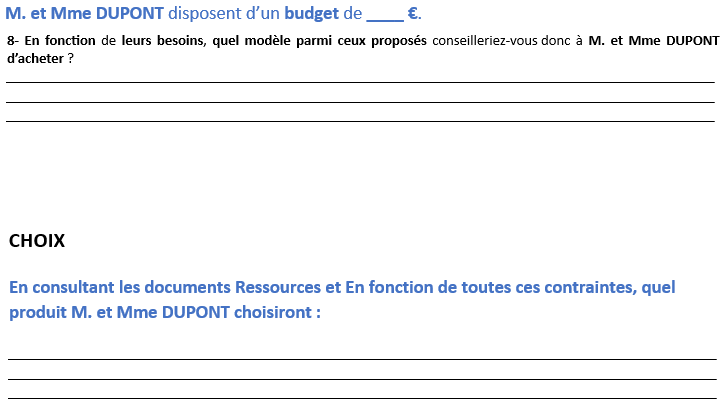 M. et Mme DUPONT disposent d’un budget de ____ €.
8- En fonction de leurs besoins, quel modèle parmi ceux proposés conseilleriez-vous donc à M. et Mme DUPONT
d’acheter ?
CHOIX
En consultant les documents Ressources et En fonction de toutes ces contraintes, quel
produit M. et Mme DUPONT choisiront :